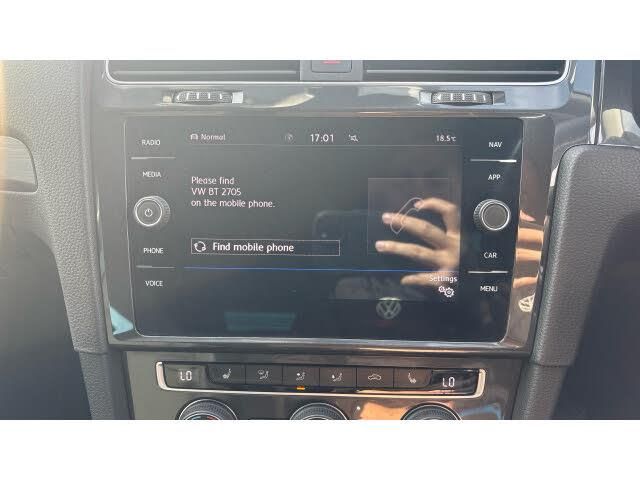 RADIO
MEDIA
PHONE
VOICE
Normal
17:01
18.5°C
Please find
VW BT 2705
on the mobile phone.
Find mobile phone
Settings
NAV
APP
CAR
MENU
LO
LO